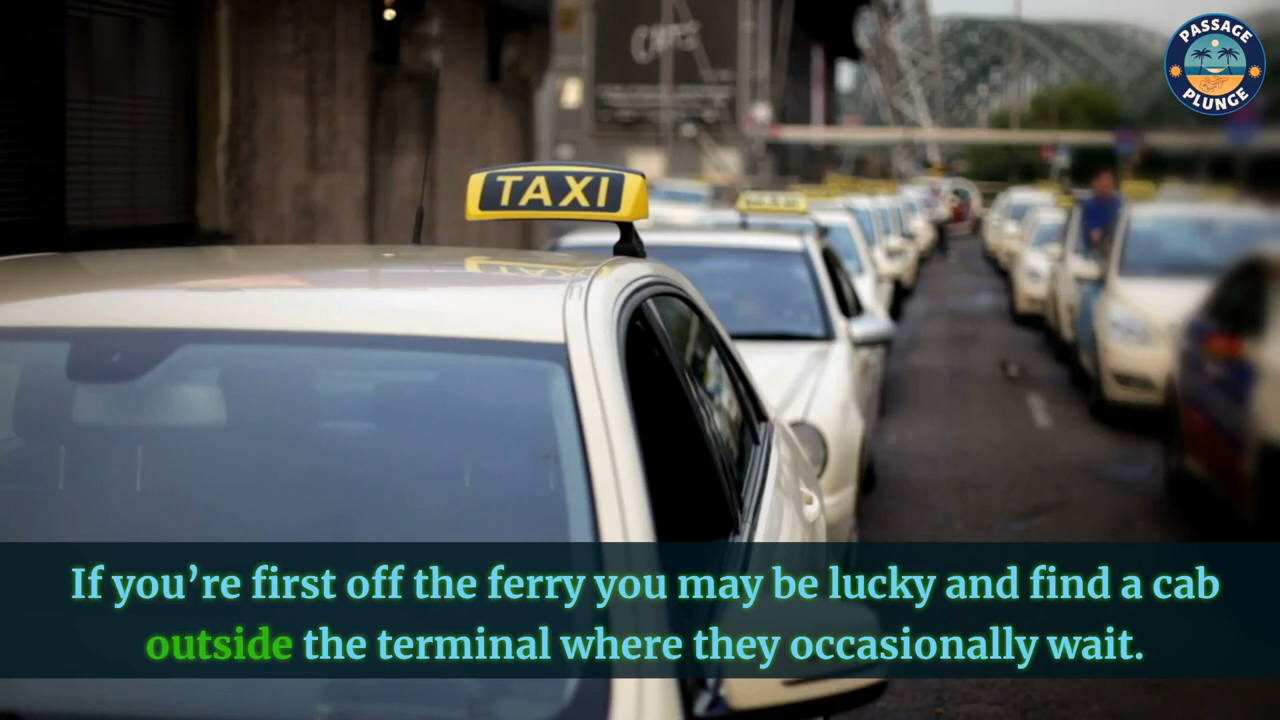 PASSAGE
PLUNGE
TAXI
If you’re first off the ferry you may be lucky and find a cab
outside the terminal where they occasionally wait.